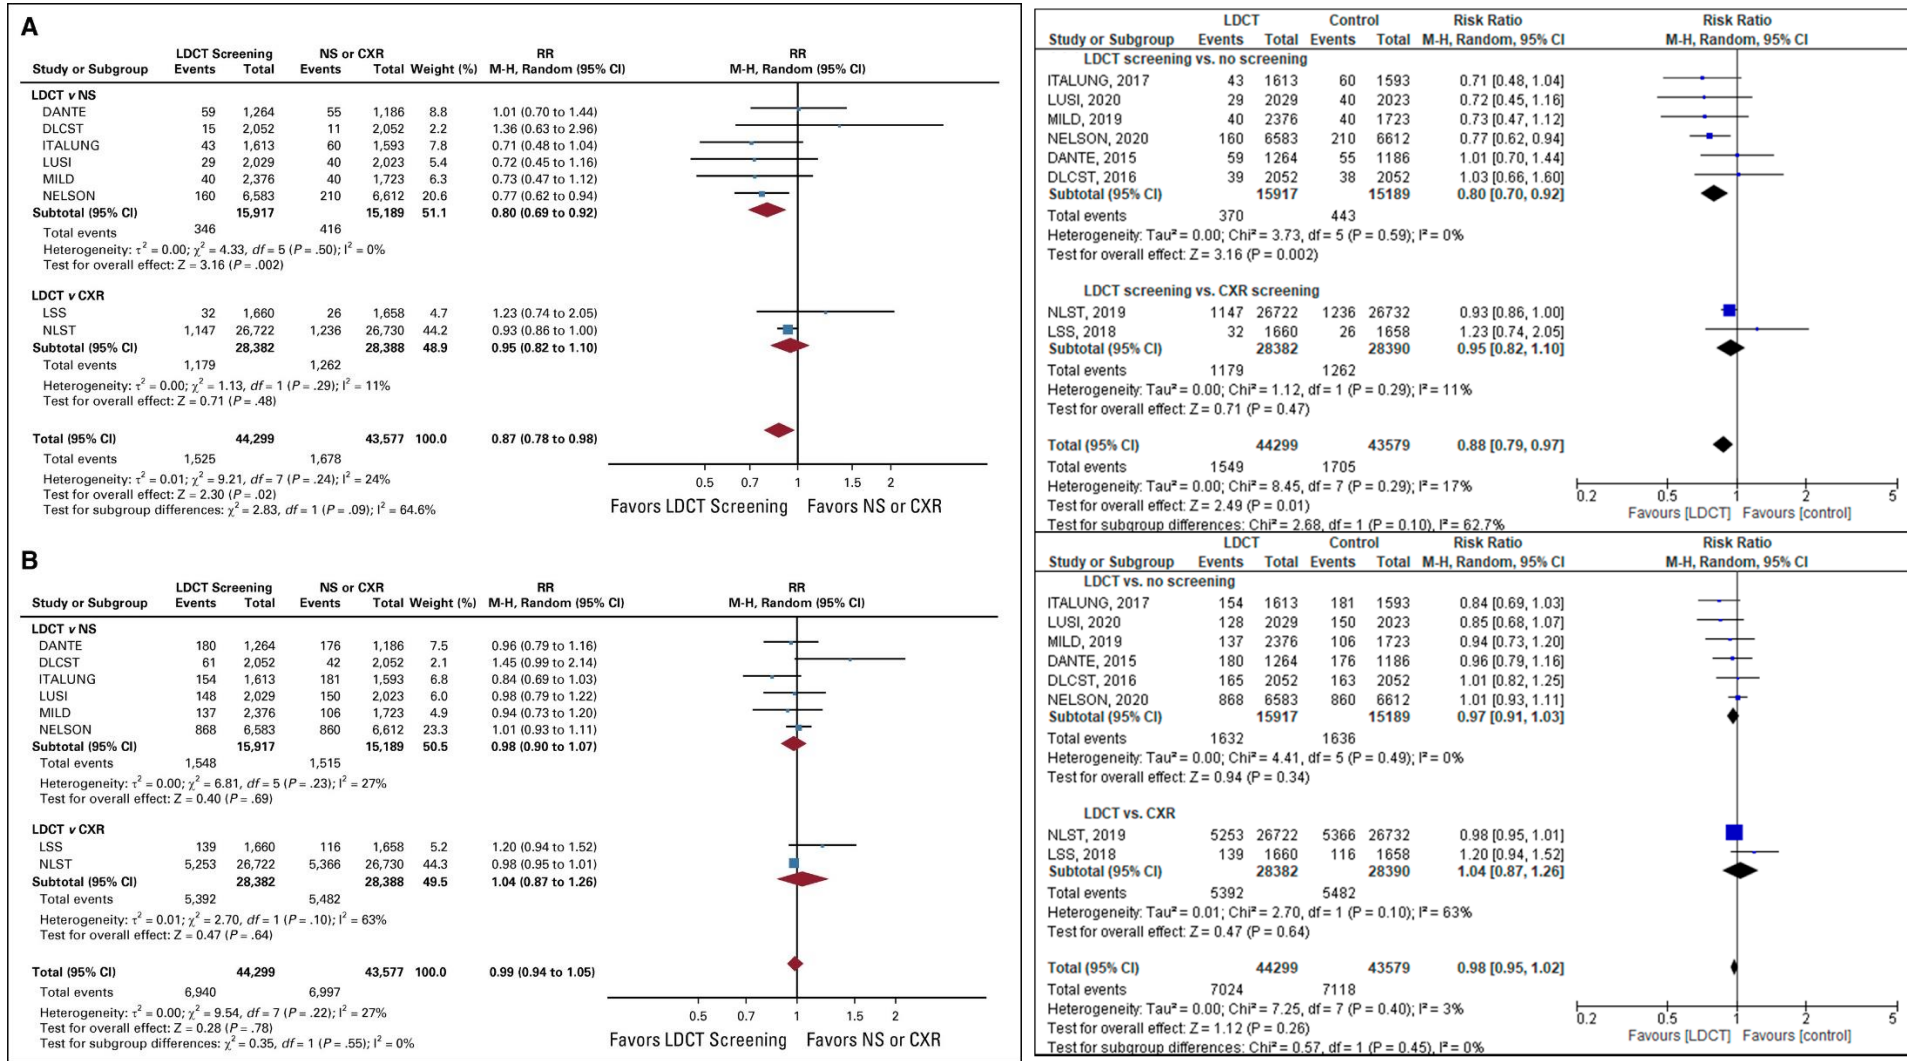 A
LDCT Screening NS or CXR RR RR
Study or Subgroup Events Total Events Total Weight (%) M-H, Random (95% CI) M-H, Random (95% CI)
LDCT v NS
DANTE 59 1,264 55 1,186 8.8 1.01 (0.70 to 1.44)
DLCST 15 2,052 11 2,052 2.2 1.36 (0.63 to 2.96)
ITALUNG 43 1,613 60 1,593 7.8 0.71 (0.48 to 1.04)
LUSI 29 2,029 40 2,023 5.4 0.72 (0.45 to 1.16)
MILD 40 2,376 40 1,723 6.3 0.73 (0.47 to 1.12)
NELSON 160 6,583 210 6,612 20.6 0.77 (0.62 to 0.94)
Subtotal (95% CI) 15,917 15,189 51.1 0.80 (0.69 to 0.92)
Total events 346 416
Heterogeneity: τ² = 0.00; χ² = 4.33, df = 5 (P = .50); I² = 0%
Test for overall effect: Z = 3.16 (P = .002)
LDCT v CXR
LSS 32 1,660 26 1,658 4.7 1.23 (0.74 to 2.05)
NLST 1,147 26,722 1,236 26,730 44.2 0.93 (0.86 to 1.00)
Subtotal (95% CI) 28,382 28,388 48.9 0.95 (0.82 to 1.10)
Total events 1,179 1,262
Heterogeneity: τ² = 0.00; χ² = 1.13, df = 1 (P = .29); I² = 11%
Test for overall effect: Z = 0.71 (P = .48)
Total (95% CI) 44,299 43,577 100.0 0.87 (0.78 to 0.98)
Total events 1,525 1,678
Heterogeneity: τ² = 0.01; χ² = 9.21, df = 7 (P = .24); I² = 24%
Test for overall effect: Z = 2.30 (P = .02)
Test for subgroup differences: χ² = 2.83, df = 1 (P = .09); I² = 64.6%
0.5 0.7 1 1.5 2
Favors LDCT Screening Favors NS or CXR
B
LDCT Screening NS or CXR RR RR
Study or Subgroup Events Total Events Total Weight (%) M-H, Random (95% CI) M-H, Random (95% CI)
LDCT v NS
DANTE 180 1,264 176 1,186 7.5 0.96 (0.79 to 1.16)
DLCST 61 2,052 42 2,052 2.1 1.45 (0.99 to 2.14)
ITALUNG 154 1,613 181 1,593 6.8 0.84 (0.69 to 1.03)
LUSI 148 2,029 150 2,023 6.0 0.98 (0.79 to 1.22)
MILD 137 2,376 106 1,723 4.9 0.94 (0.73 to 1.20)
NELSON 868 6,583 860 6,612 23.3 1.01 (0.93 to 1.11)
Subtotal (95% CI) 15,917 15,189 50.5 0.98 (0.90 to 1.07)
Total events 1,548 1,515
Heterogeneity: τ² = 0.00; χ² = 6.81, df = 5 (P = .23); I² = 27%
Test for overall effect: Z = 0.40 (P = .69)
LDCT v CXR
LSS 139 1,660 116 1,658 5.2 1.20 (0.94 to 1.52)
NLST 5,253 26,722 5,366 26,730 44.3 0.98 (0.95 to 1.01)
Subtotal (95% CI) 28,382 28,388 49.5 1.04 (0.87 to 1.26)
Total events 5,392 5,482
Heterogeneity: τ² = 0.01; χ² = 2.70, df = 1 (P = .10); I² = 63%
Test for overall effect: Z = 0.47 (P = .64)
Total (95% CI) 44,299 43,577 100.0 0.99 (0.94 to 1.05)
Total events 6,940 6,997
Heterogeneity: τ² = 0.00; χ² = 9.54, df = 7 (P = .22); I² = 27%
Test for overall effect: Z = 0.28 (P = .78)
Test for subgroup differences: χ² = 0.35, df = 1 (P = .55); I² = 0%
0.5 0.7 1 1.5 2
Favors LDCT Screening Favors NS or CXR
LDCT Control Risk Ratio Risk Ratio
Study or Subgroup Events Total Events Total M-H, Random, 95% CI M-H, Random, 95% CI
LDCT screening vs. no screening
ITALUNG, 2017 43 1613 60 1593 0.71 [0.48, 1.04]
LUSI, 2020 29 2029 40 2023 0.72 [0.45, 1.16]
MILD, 2019 40 2376 40 1723 0.73 [0.47, 1.12]
NELSON, 2020 160 6583 210 6612 0.77 [0.62, 0.94]
DANTE, 2015 59 1264 55 1186 1.01 [0.70, 1.44]
DLCST, 2016 39 2052 38 2052 1.03 [0.66, 1.60]
Subtotal (95% CI) 15917 15189 0.80 [0.70, 0.92]
Total events 370 443
Heterogeneity: Tau² = 0.00; Chi² = 3.73, df = 5 (P = 0.59); I² = 0%
Test for overall effect: Z = 3.16 (P = 0.002)
LDCT screening vs. CXR screening
NLST, 2019 1147 26722 1236 26732 0.93 [0.86, 1.00]
LSS, 2018 32 1660 26 1658 1.23 [0.74, 2.05]
Subtotal (95% CI) 28382 28390 0.95 [0.82, 1.10]
Total events 1179 1262
Heterogeneity: Tau² = 0.00; Chi² = 1.12, df = 1 (P = 0.29); I² = 11%
Test for overall effect: Z = 0.71 (P = 0.47)
Total (95% CI) 44299 43579 0.88 [0.79, 0.97]
Total events 1549 1705
Heterogeneity: Tau² = 0.00; Chi² = 8.45, df = 7 (P = 0.29); I² = 17%
Test for overall effect: Z = 2.49 (P = 0.01)
Test for subgroup differences: Chi² = 2.68, df = 1 (P = 0.10), I² = 62.7%
0.2 0.5 1 2 5
Favours [LDCT] Favours [control]
LDCT Control Risk Ratio Risk Ratio
Study or Subgroup Events Total Events Total M-H, Random, 95% CI M-H, Random, 95% CI
LDCT vs. no screening
ITALUNG, 2017 154 1613 181 1593 0.84 [0.69, 1.03]
LUSI, 2020 128 2029 150 2023 0.85 [0.68, 1.07]
MILD, 2019 137 2376 106 1723 0.94 [0.73, 1.20]
DANTE, 2015 180 1264 176 1186 0.96 [0.79, 1.16]
DLCST, 2016 165 2052 163 2052 1.01 [0.82, 1.25]
NELSON, 2020 868 6583 860 6612 1.01 [0.93, 1.11]
Subtotal (95% CI) 15917 15189 0.97 [0.91, 1.03]
Total events 1632 1636
Heterogeneity: Tau² = 0.00; Chi² = 4.41, df = 5 (P = 0.49); I² = 0%
Test for overall effect: Z = 0.94 (P = 0.34)
LDCT vs. CXR
NLST, 2019 5253 26722 5366 26732 0.98 [0.95, 1.01]
LSS, 2018 139 1660 116 1658 1.20 [0.94, 1.52]
Subtotal (95% CI) 28382 28390 1.04 [0.87, 1.26]
Total events 5392 5482
Heterogeneity: Tau² = 0.01; Chi² = 2.70, df = 1 (P = 0.10); I² = 63%
Test for overall effect: Z = 0.47 (P = 0.64)
Total (95% CI) 44299 43579 0.98 [0.95, 1.02]
Total events 7024 7118
Heterogeneity: Tau² = 0.00; Chi² = 7.25, df = 7 (P = 0.40); I² = 3%
Test for overall effect: Z = 1.12 (P = 0.26)
Test for subgroup differences: Chi² = 0.57, df = 1 (P = 0.45), I² = 0%
0.2 0.5 1 2 5
Favours [LDCT] Favours [control]